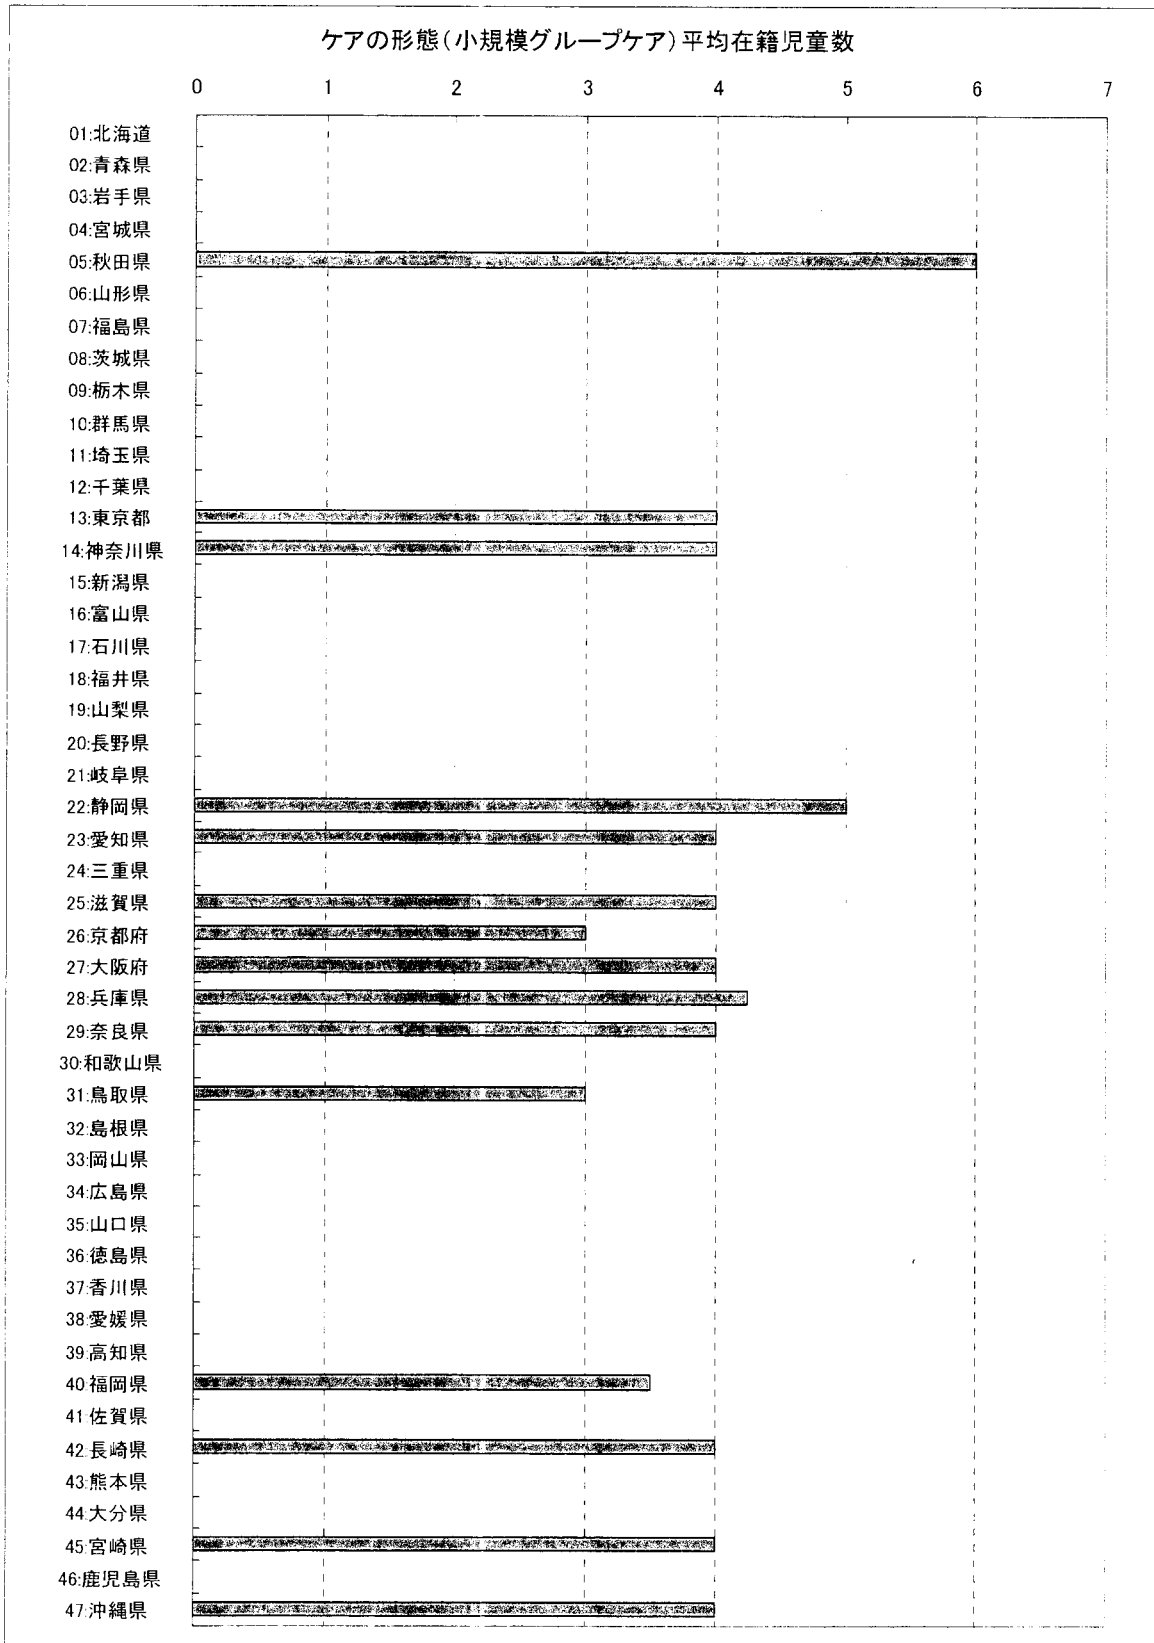 ケアの形態(小規模グループケア)平均在籍児童数
0 1 2 3 4 5 6 7
01:北海道
02:青森県
03:岩手県
04:宮城県
05:秋田県
06:山形県
07:福島県
08:茨城県
09:栃木県
10:群馬県
11:埼玉県
12:千葉県
13:東京都
14:神奈川県
15:新潟県
16:富山県
17:石川県
18:福井県
19:山梨県
20:長野県
21:岐阜県
22:静岡県
23:愛知県
24:三重県
25:滋賀県
26:京都府
27:大阪府
28:兵庫県
29:奈良県
30:和歌山県
31:鳥取県
32:島根県
33:岡山県
34:広島県
35:山口県
36:徳島県
37:香川県
38:愛媛県
39:高知県
40:福岡県
41:佐賀県
42:長崎県
43:熊本県
44:大分県
45:宮崎県
46:鹿児島県
47:沖縄県